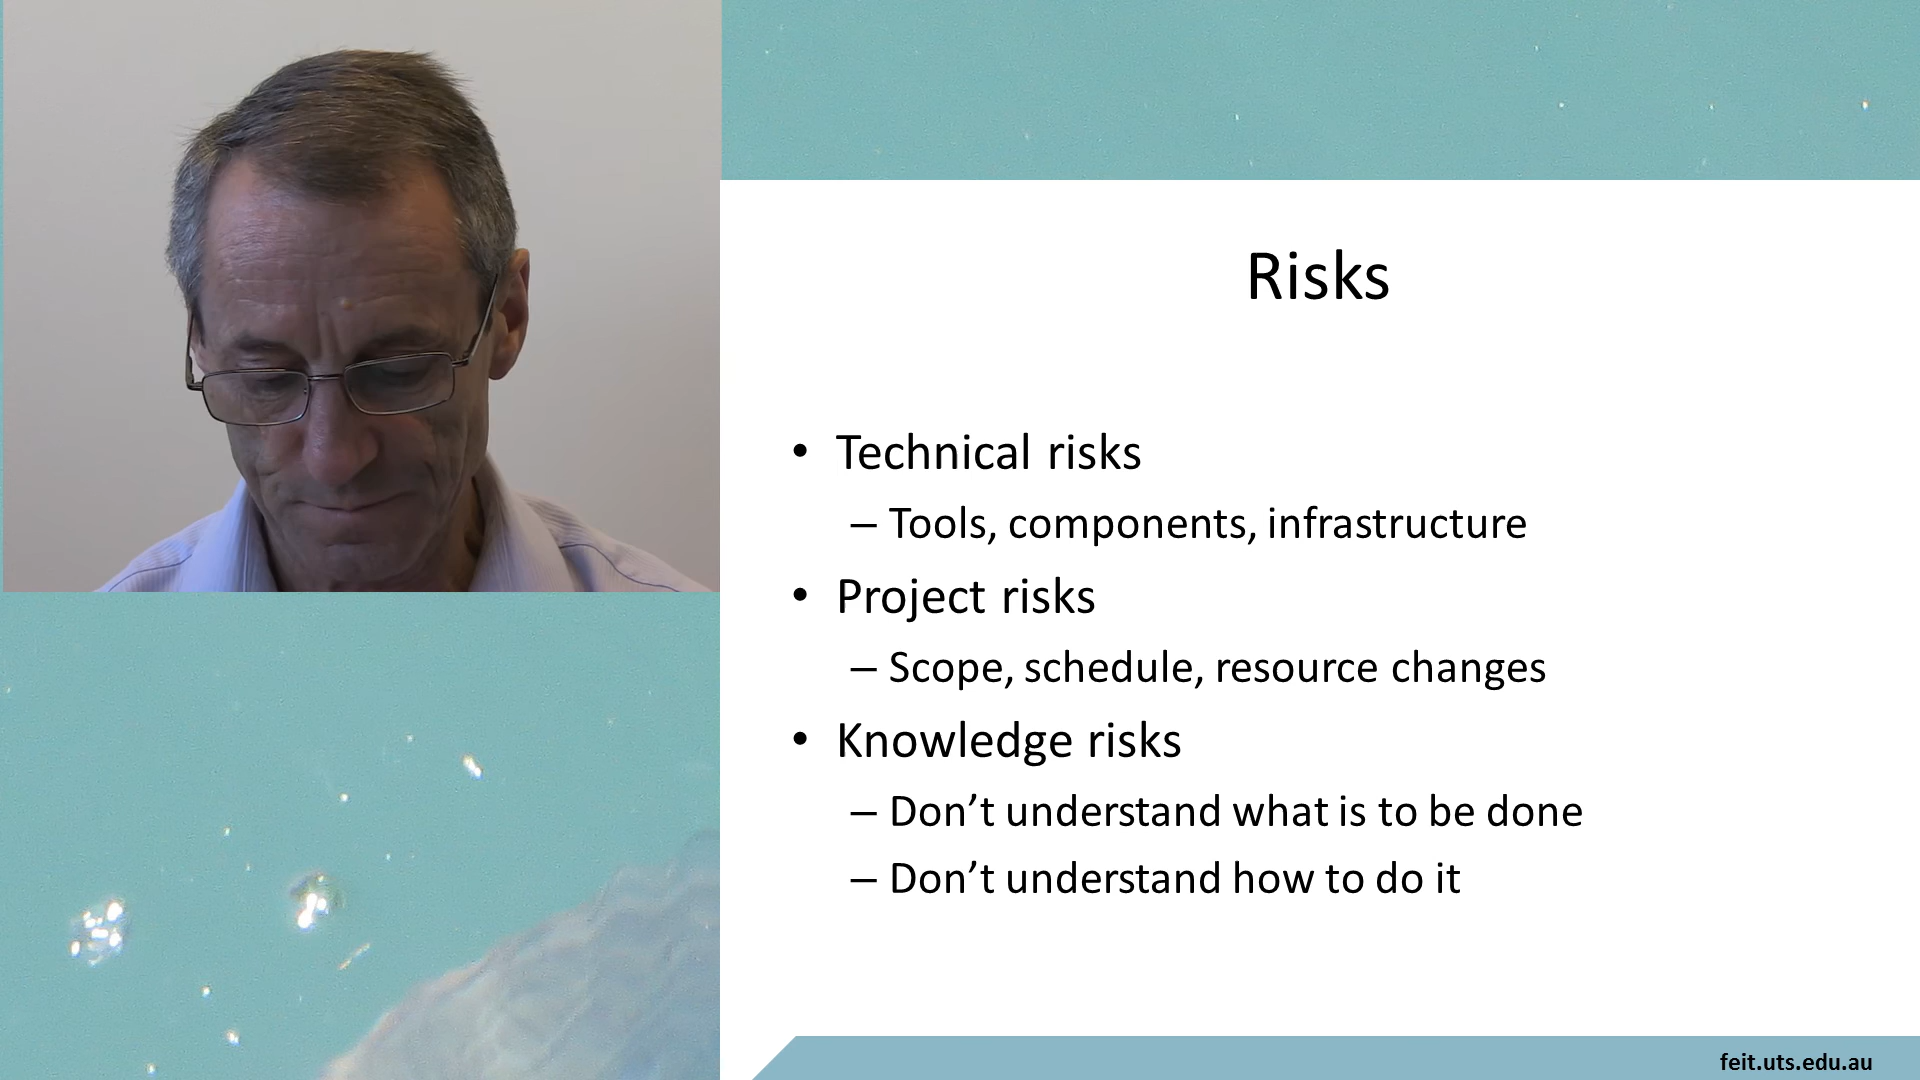 Risks
• Technical risks
– Tools, components, infrastructure
• Project risks
– Scope, schedule, resource changes
• Knowledge risks
– Don’t understand what is to be done
– Don’t understand how to do it
feit.uts.edu.au